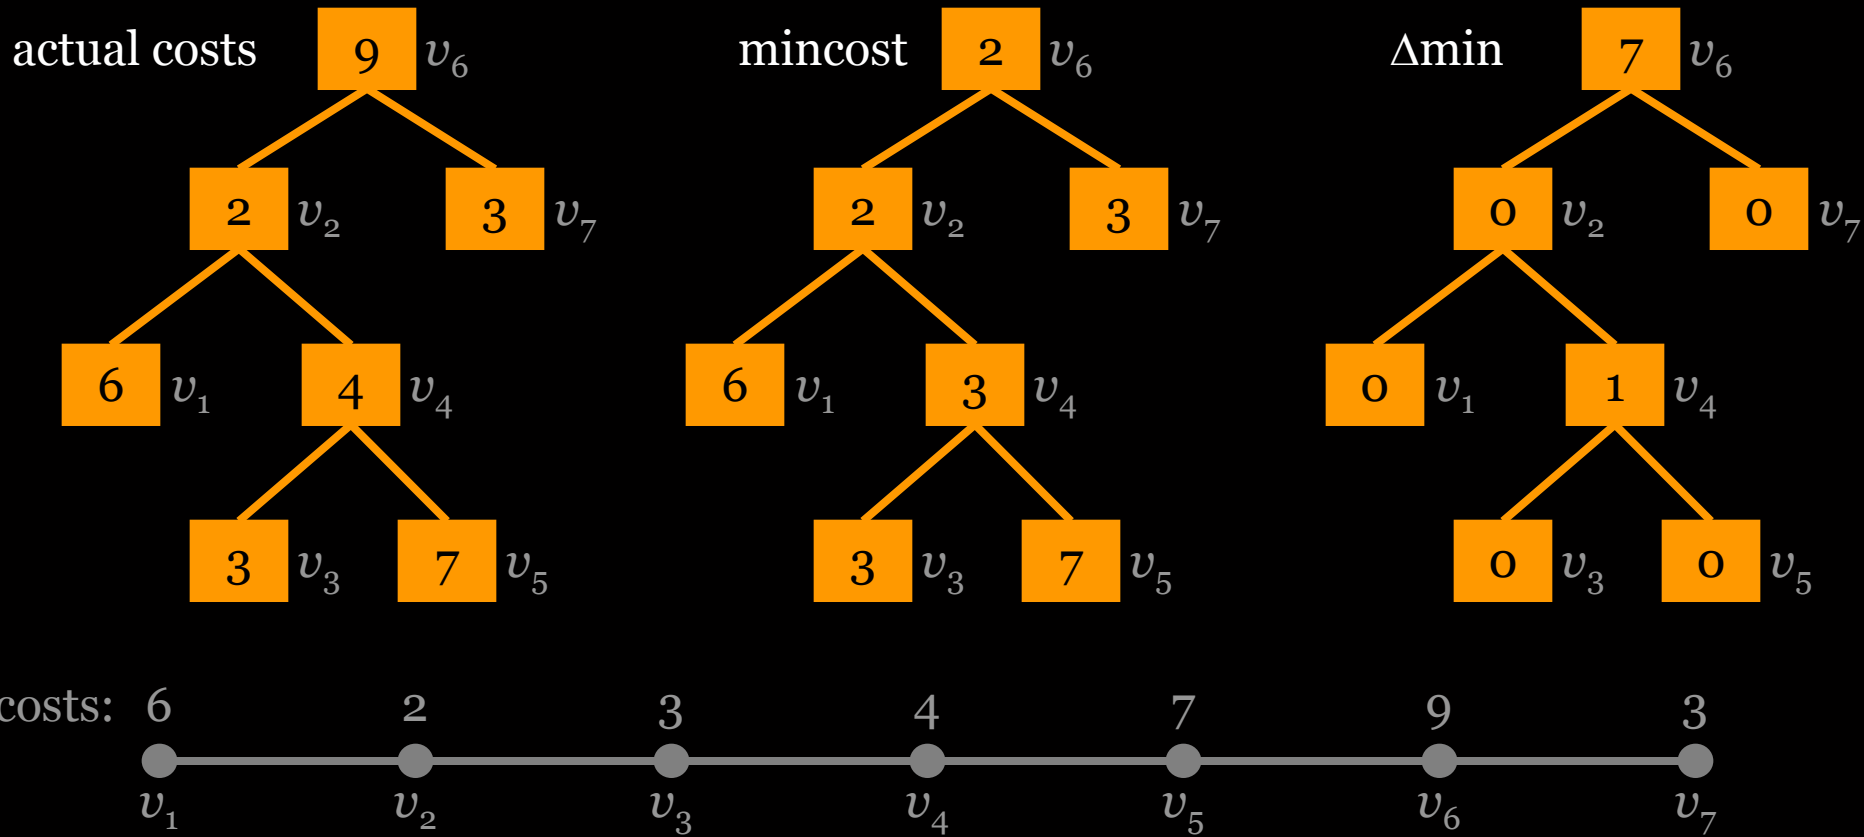 actual costs 9 v₆ mincost 2 v₆ Δmin 7 v₆
2 v₂ 3 v₇ 2 v₂ 3 v₇ 0 v₂ 0 v₇
6 v₁ 4 v₄ 6 v₁ 3 v₄ 0 v₁ 1 v₄
3 v₃ 7 v₅ 3 v₃ 7 v₅ 0 v₃ 0 v₅
costs: 6 2 3 4 7 9 3
v₁ v₂ v₃ v₄ v₅ v₆ v₇